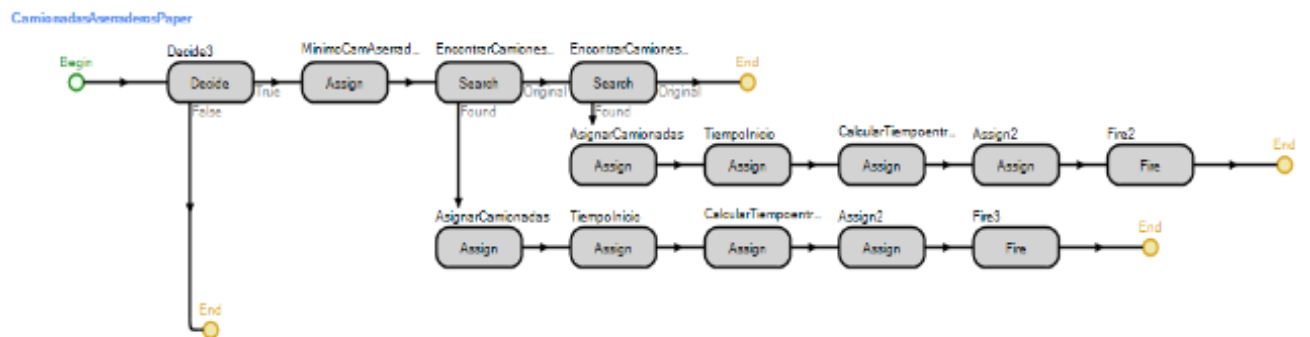 CamionadasAserraderosPaper
Begin
Decide3
Decide
True
False
MinimoCamAserrad...
Assign
EncontrarCamiones...
Search
Original
Found
EncontrarCamiones...
Search
Original
Found
End
AsignarCamionadas
Assign
TiempoInicio
Assign
CalcularTiempoentr...
Assign
Assign2
Assign
Fire2
Fire
End
AsignarCamionadas
Assign
TiempoInicio
Assign
CalcularTiempoentr...
Assign
Assign2
Assign
Fire3
Fire
End
End